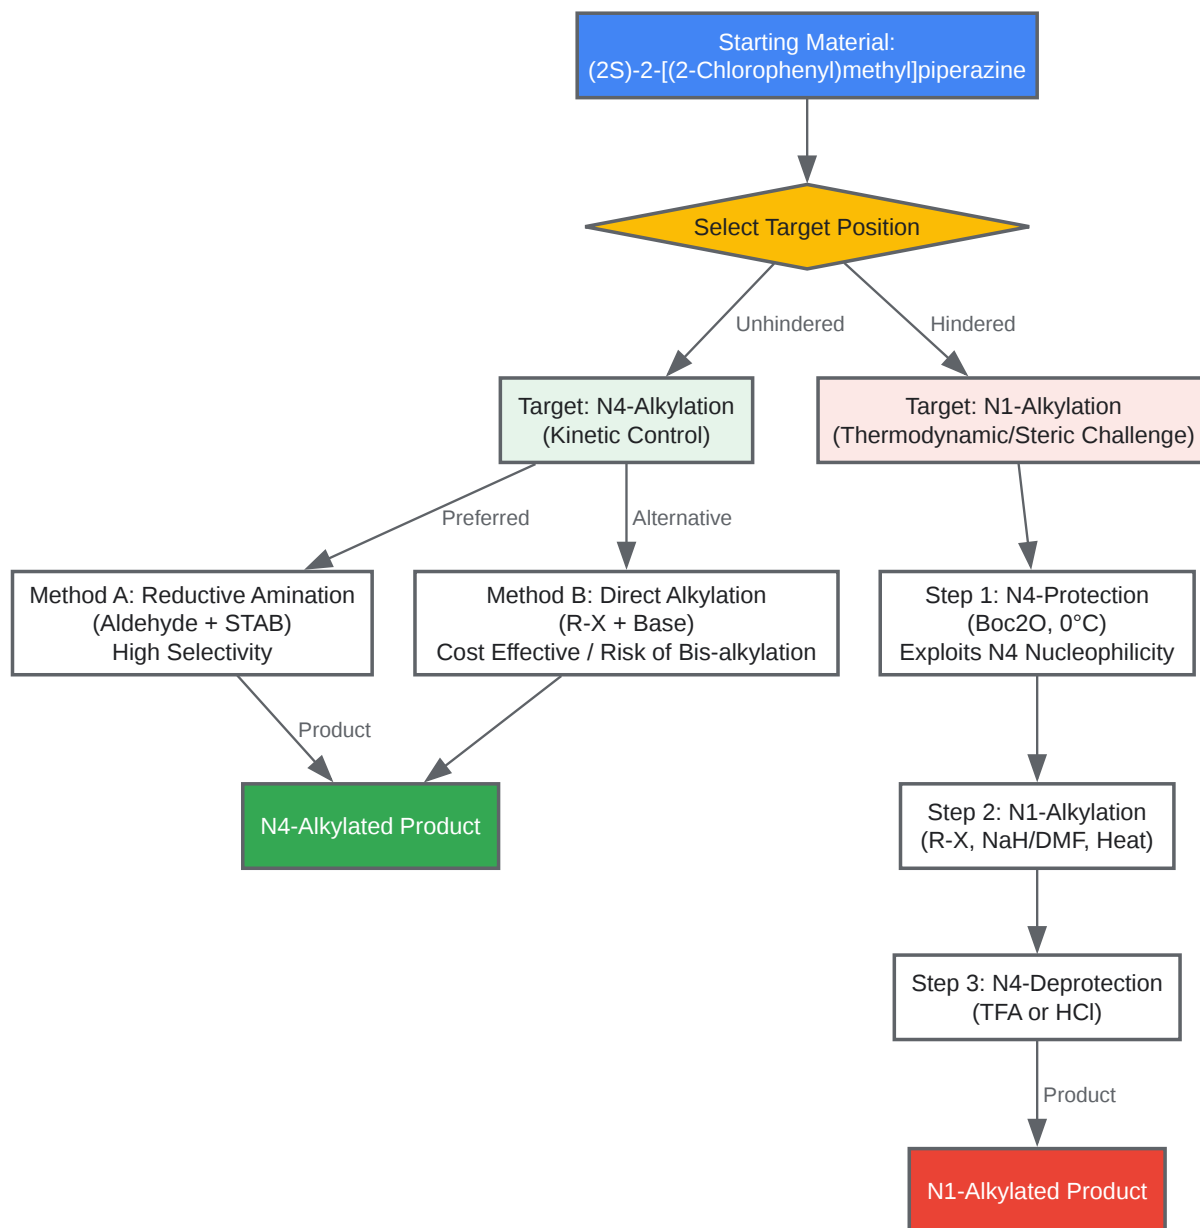 Starting Material:
(2S)-2-[(2-Chlorophenyl)methyl]piperazine
Select Target Position
Unhindered
Hindered
Target: N4-Alkylation
(Kinetic Control)
Target: N1-Alkylation
(Thermodynamic/Steric Challenge)
Preferred
Alternative
Method A: Reductive Amination
(Aldehyde + STAB)
High Selectivity
Method B: Direct Alkylation
(R-X + Base)
Cost Effective / Risk of Bis-alkylation
Step 1: N4-Protection
(Boc2O, 0°C)
Exploits N4 Nucleophilicity
Product
N4-Alkylated Product
Step 2: N1-Alkylation
(R-X, NaH/DMF, Heat)
Step 3: N4-Deprotection
(TFA or HCl)
Product
N1-Alkylated Product